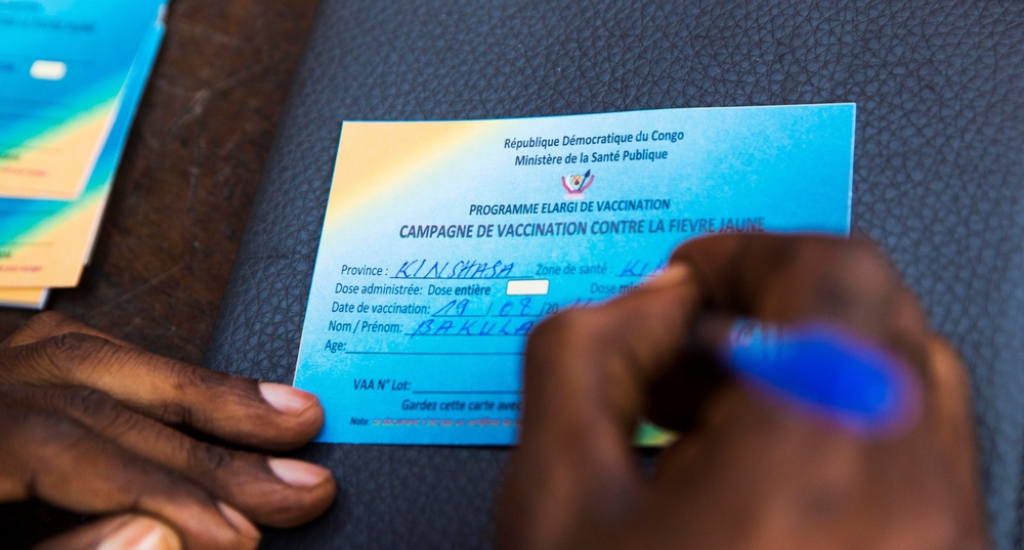 République Démocratique du Congo
Ministère de la Santé Publique
PROGRAMME ELARGI DE VACCINATION
CAMPAGNE DE VACCINATION CONTRE LA FIEVRE JAUNE
Province : KINSHASA Zone de santé :
Dose administrée: Dose entière Dose
Date de vaccination: 19 / 08 /20
Nom / Prénom: BAKULA
Age:
VAA N° Lot:
Gardez cette carte avec
Note: